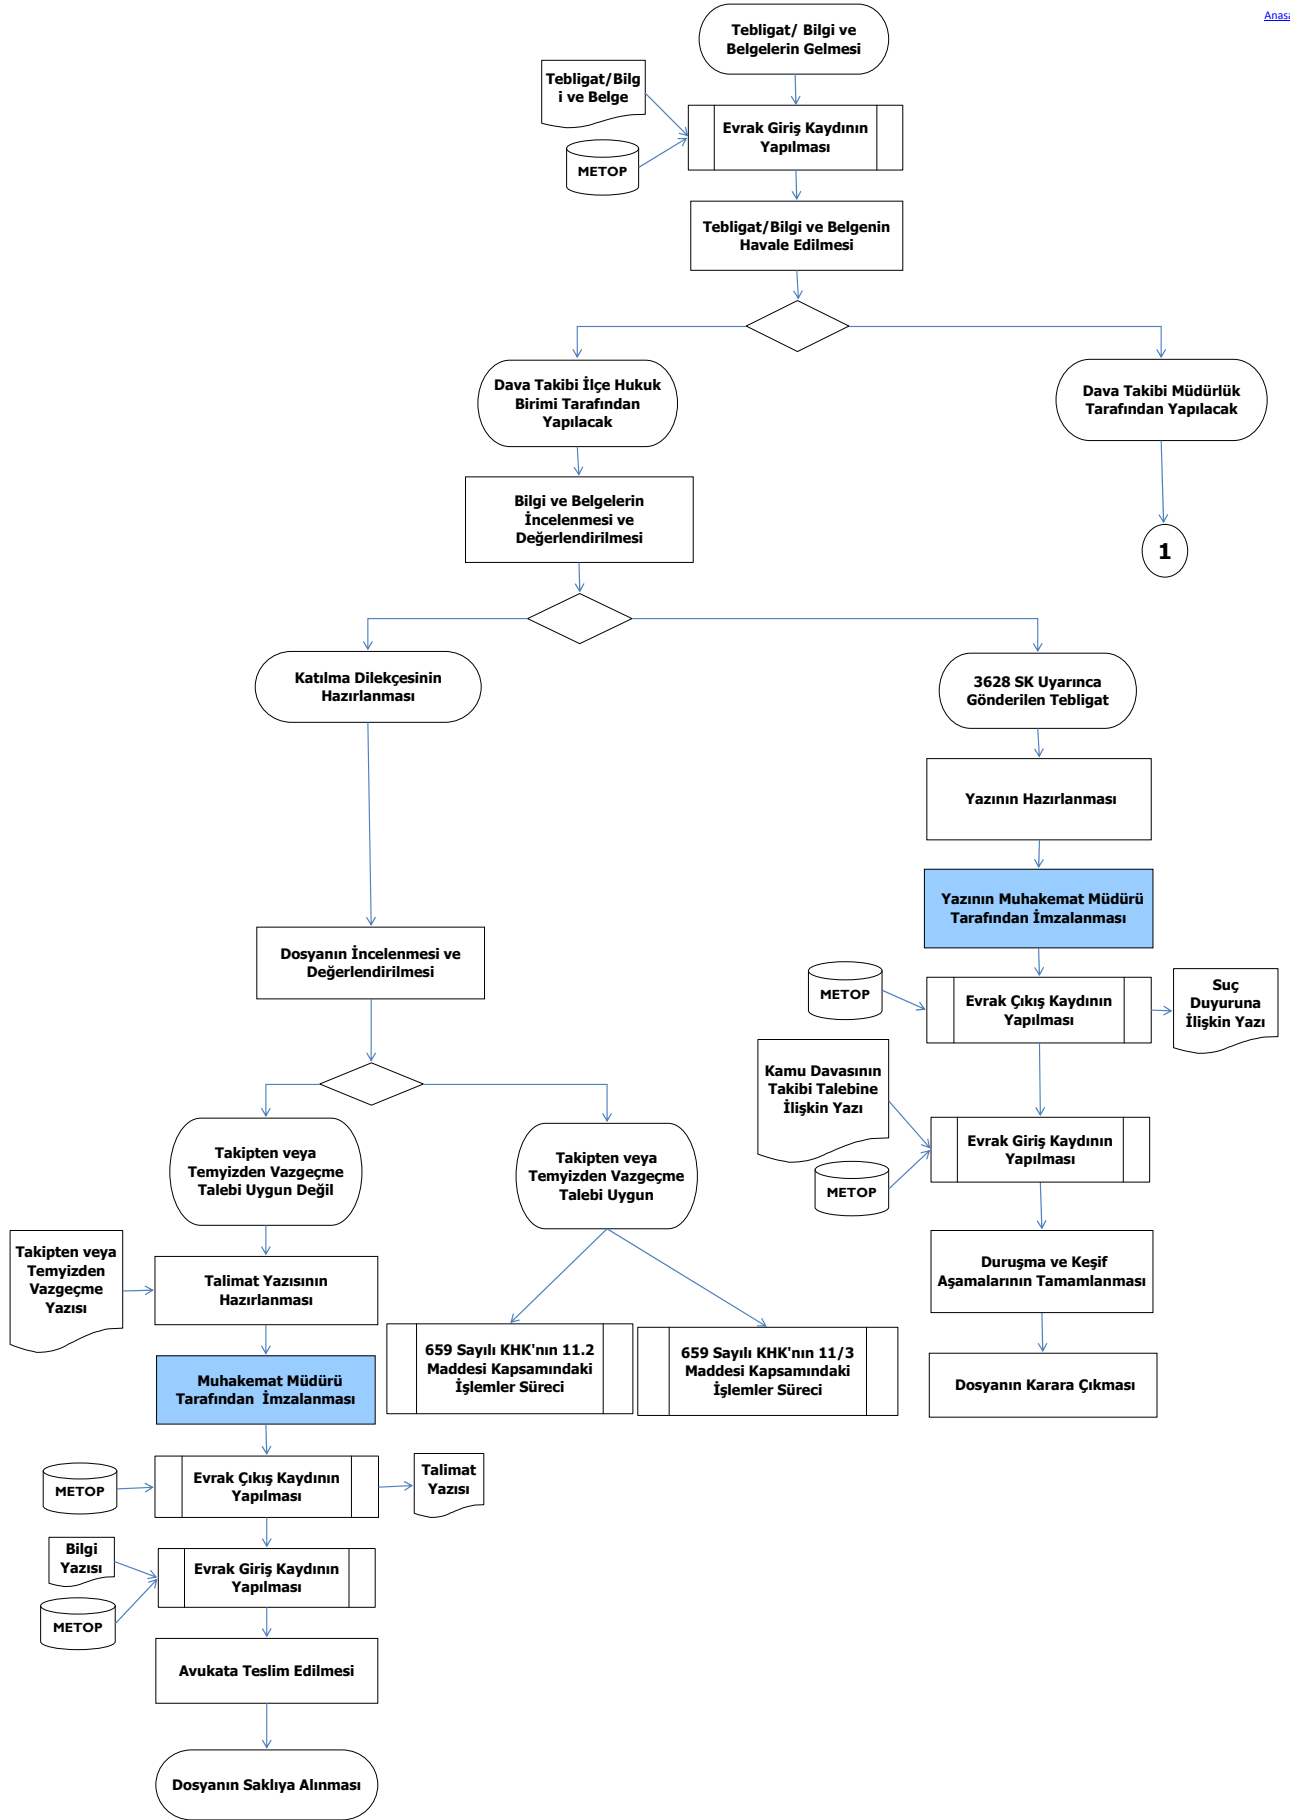 Tebligat/ Bilgi ve
Belgelerin Gelmesi
Tebligat/Bilg
i ve Belge
METOP
Evrak Giriş Kaydının
Yapılması
Tebligat/Bilgi ve Belgenin
Havale Edilmesi
Dava Takibi İlçe Hukuk
Birimi Tarafından
Yapılacak
Dava Takibi Müdürlük
Tarafından Yapılacak
Bilgi ve Belgelerin
İncelenmesi ve
Değerlendirilmesi
1
Katılma Dilekçesinin
Hazırlanması
3628 SK Uyarınca
Gönderilen Tebligat
Yazının Hazırlanması
Yazının Muhakemat Müdürü
Tarafından İmzalanması
Dosyanın İncelenmesi ve
Değerlendirilmesi
METOP
Evrak Çıkış Kaydının
Yapılması
Suç
Duyuruna
İlişkin Yazı
Kamu Davasının
Takibi Talebine
İlişkin Yazı
METOP
Evrak Giriş Kaydının
Yapılması
Takipten veya
Temyizden Vazgeçme
Talebi Uygun Değil
Takipten veya
Temyizden Vazgeçme
Talebi Uygun
Takipten veya
Temyizden
Vazgeçme
Yazısı
Talimat Yazısının
Hazırlanması
Duruşma ve Keşif
Aşamalarının Tamamlanması
659 Sayılı KHK'nın 11.2
Maddesi Kapsamındaki
İşlemler Süreci
659 Sayılı KHK'nın 11/3
Maddesi Kapsamındaki
İşlemler Süreci
Dosyanın Karara Çıkması
Muhakemat Müdürü
Tarafından  İmzalanması
METOP
Evrak Çıkış Kaydının
Yapılması
Talimat
Yazısı
Bilgi
Yazısı
METOP
Evrak Giriş Kaydının
Yapılması
Avukata Teslim Edilmesi
Dosyanın Saklıya Alınması